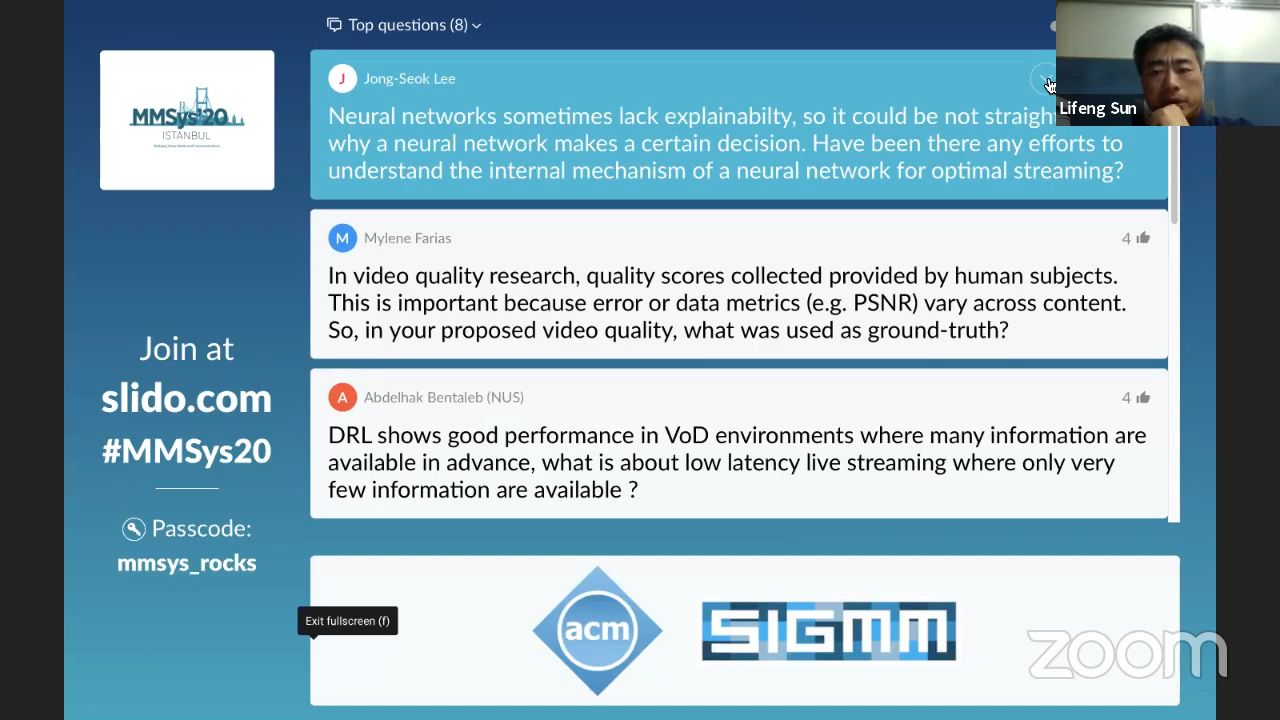 Top questions (8)
J Jong-Seok Lee
Lifeng Sun
Neural networks sometimes lack explainabilty, so it could be not
why a neural network makes a certain decision. Have been there any efforts to
understand the internal mechanism of a neural network for optimal streaming?
MMSys'20
ISTANBUL
M Mylene Farias
4
In video quality research, quality scores collected provided by human subjects.
This is important because error or data metrics (e.g. PSNR) vary across content.
So, in your proposed video quality, what was used as ground-truth?
Join at
slido.com
#MMSys20
Passcode:
mmsys_rocks
A Abdelhak Bentaleb (NUS)
4
DRL shows good performance in VoD environments where many information are
available in advance, what is about low latency live streaming where only very
few information are available ?
Exit fullscreen (f)
acm
SIGMM
zoom